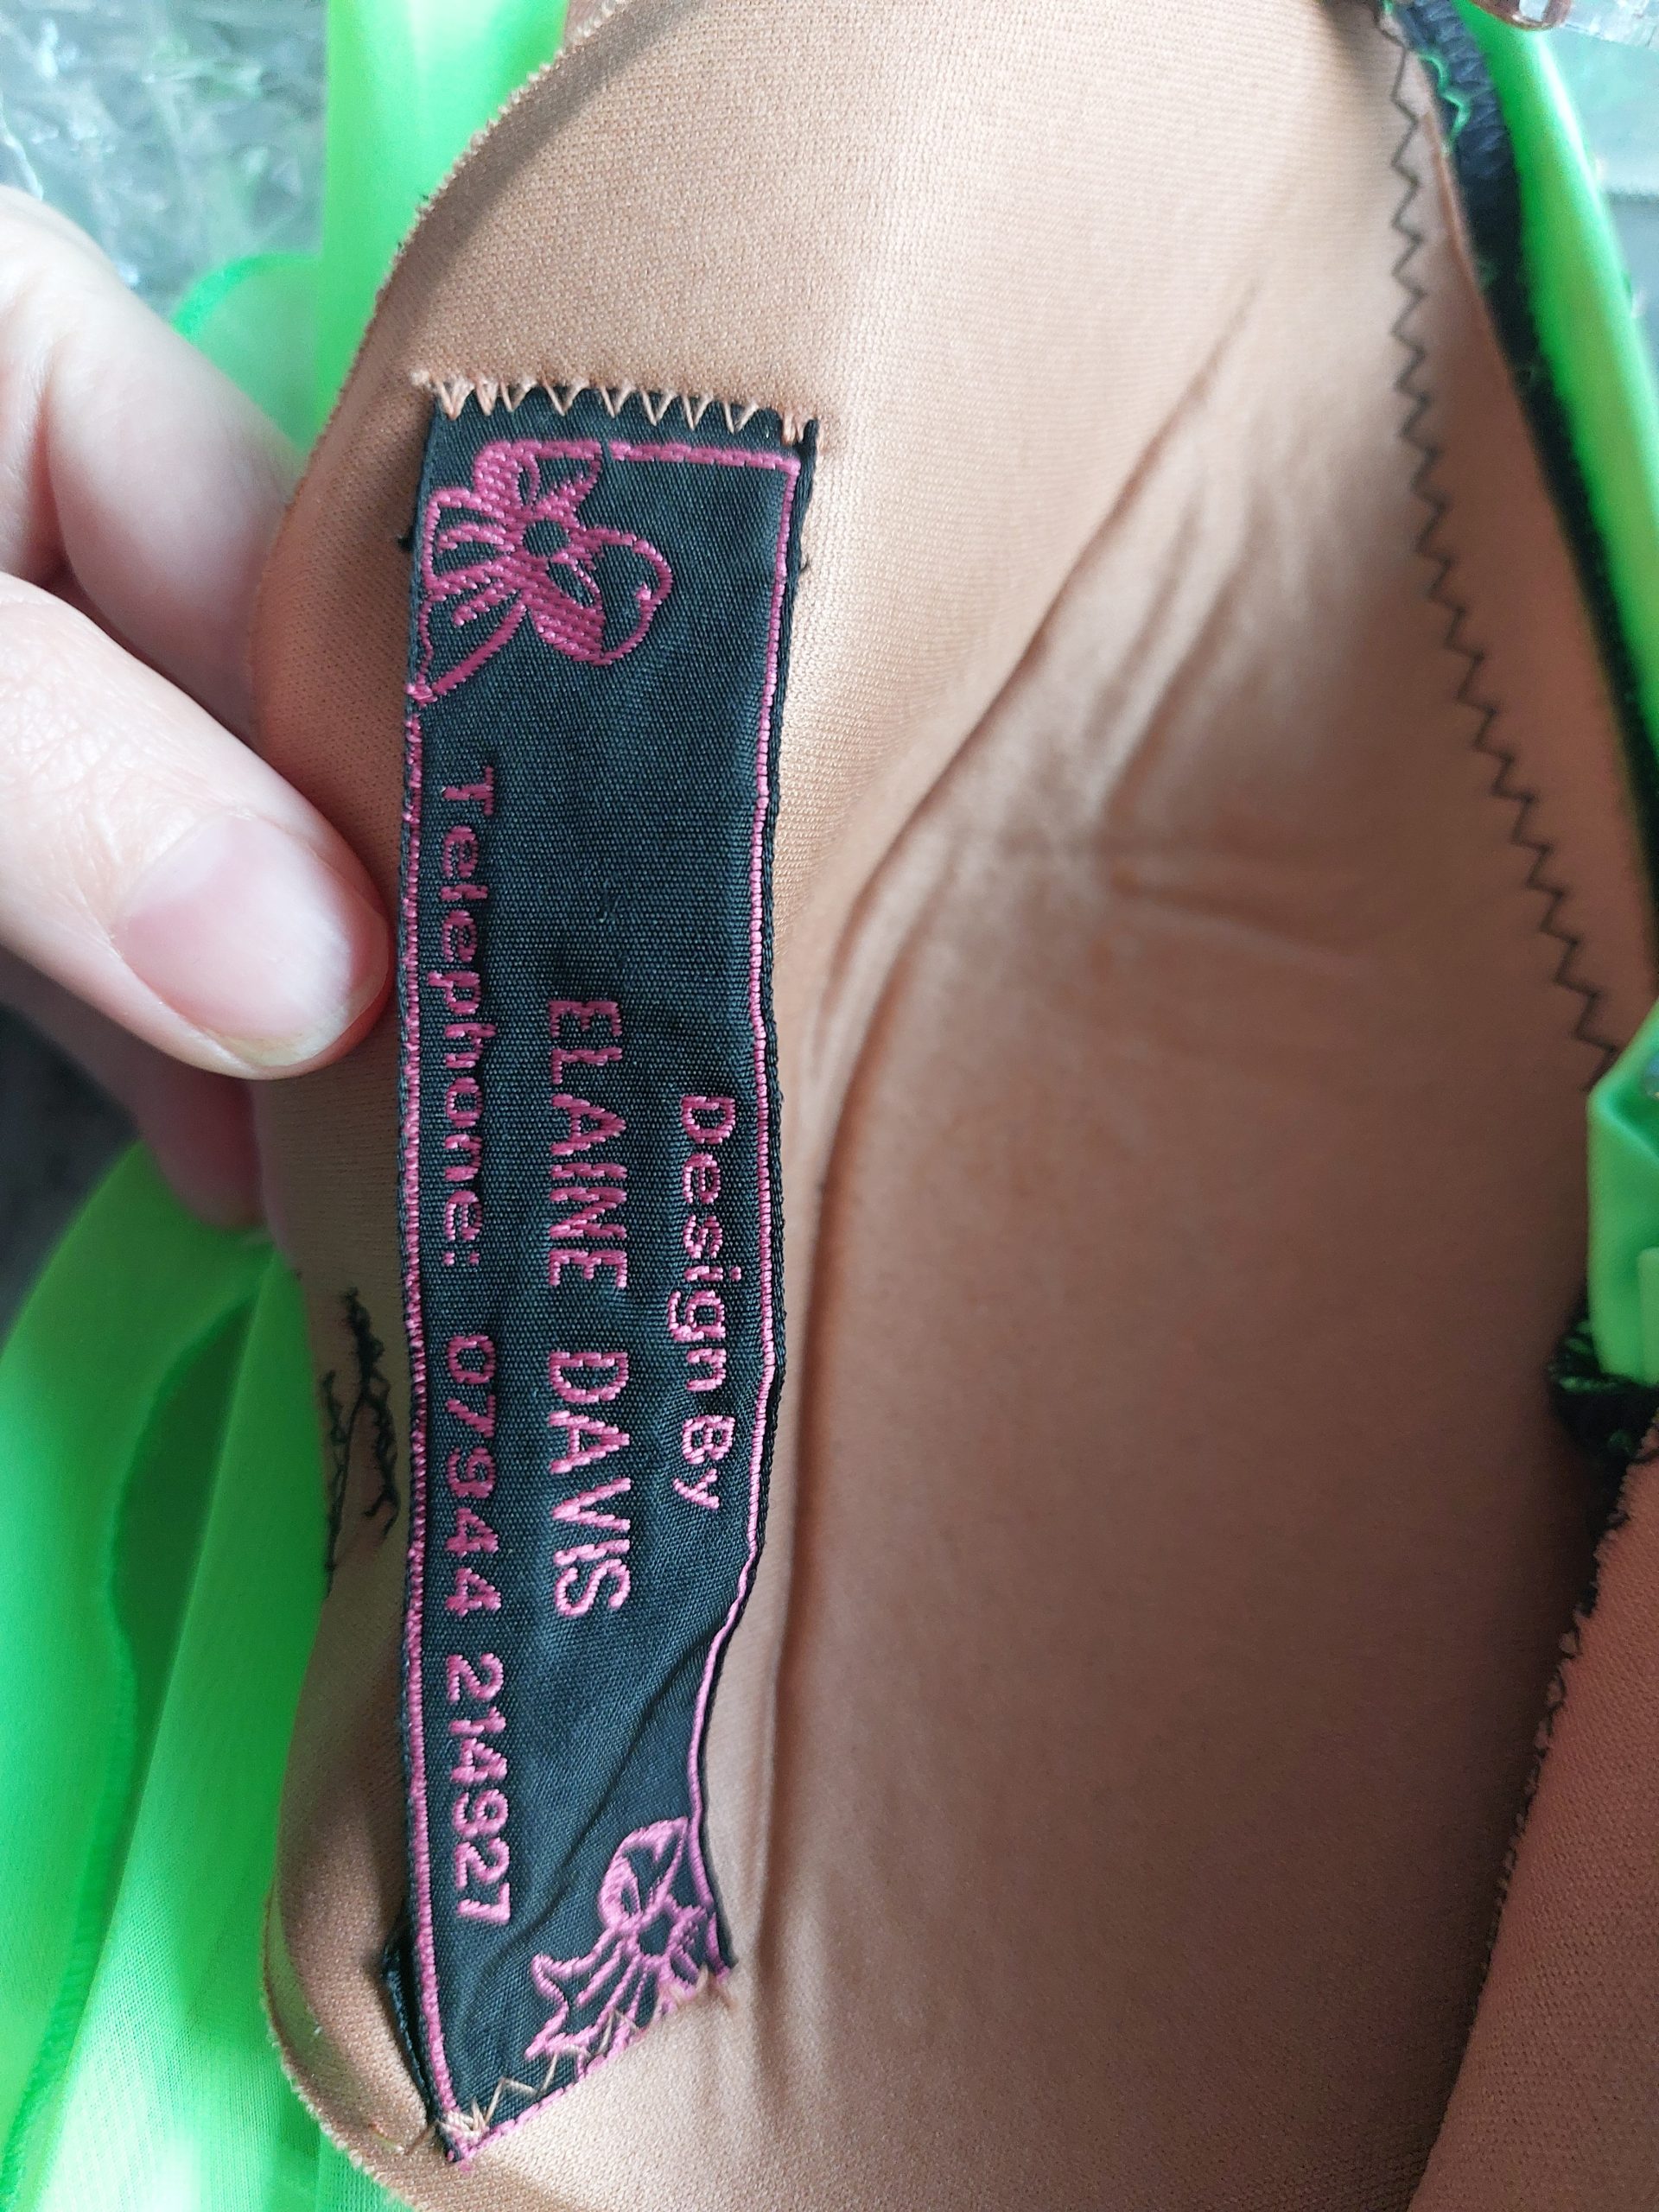 Design By
ELAINE DAVIS
Telephone: 07944 214927